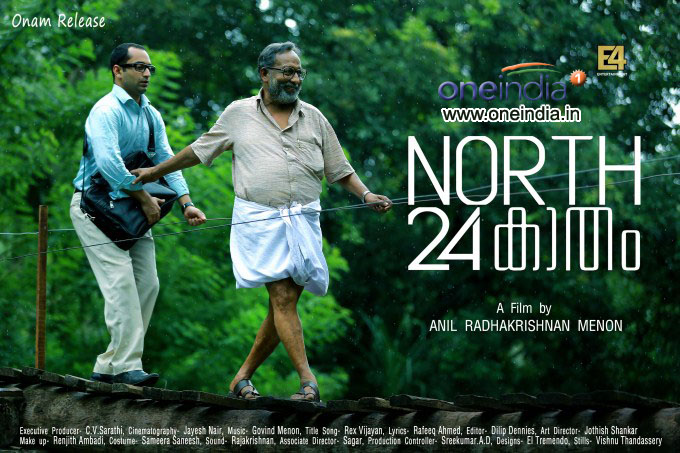 Onam Release
oneindia 1
www.oneindia.in
E4
ENTERTAINMENT
NORTH
24 കാതം
A Film by
ANIL RADHAKRISHNAN MENON
Executive Producer- C.V.Sarathi, Cinematography- Jayesh Nair, Music- Govind Menon, Title Song- Rex Vijayan, Lyrics- Rafeeq Ahmed, Editor- Dilip Dennies, Art Director- Jothish Shankar
Make up- Renjith Ambadi, Costume- Sameera Saneesh, Sound- Rajakrishnan, Associate Director- Sagar, Production Controller- Sreekumar.A.D, Designs- El Tremendo, Stills- Vishnu Thandassery